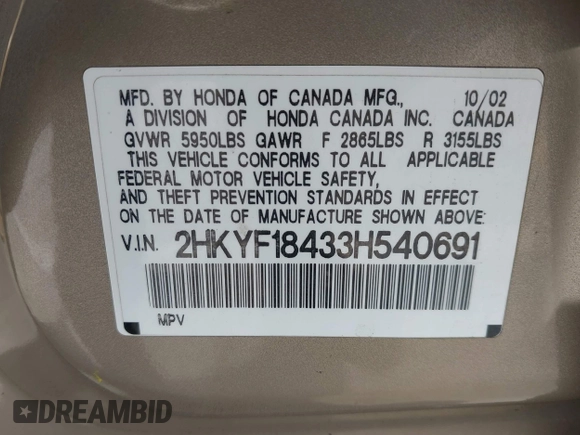 MFD. BY HONDA OF CANADA MFG., 10/02
A DIVISION OF HONDA CANADA INC. CANADA
GVWR 5950LBS GAWR F 2865LBS R 3155LBS
THIS VEHICLE CONFORMS TO ALL APPLICABLE
FEDERAL MOTOR VEHICLE SAFETY,
AND THEFT PREVENTION STANDARDS IN EFFECT
ON THE DATE OF MANUFACTURE SHOWN ABOVE.
V.I.N. 2HKYF18433H540691
MPV
DREAMBID